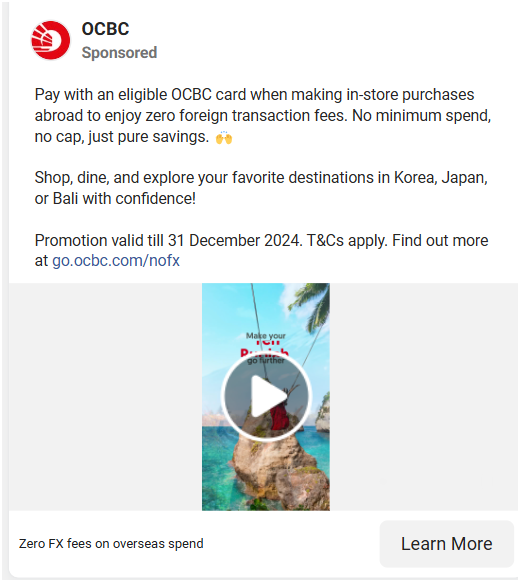 OCBC
Sponsored
Pay with an eligible OCBC card when making in-store purchases
abroad to enjoy zero foreign transaction fees. No minimum spend,
no cap, just pure savings. 🙌
Shop, dine, and explore your favorite destinations in Korea, Japan,
or Bali with confidence!
Promotion valid till 31 December 2024. T&Cs apply. Find out more
at go.ocbc.com/nofx
Make your
go further
Zero FX fees on overseas spend
Learn More